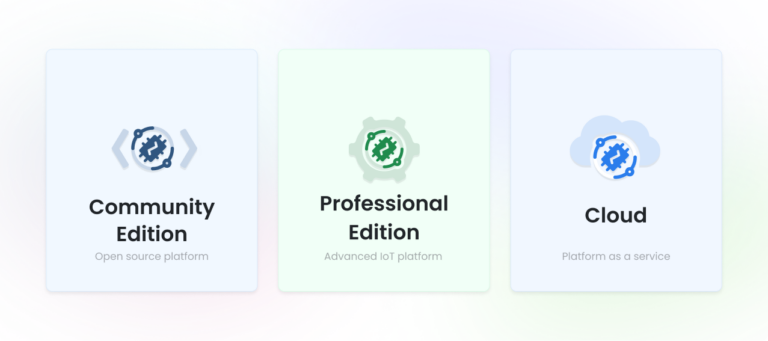 Community
Edition
Open source platform
Professional
Edition
Advanced IoT platform
Cloud
Platform as a service